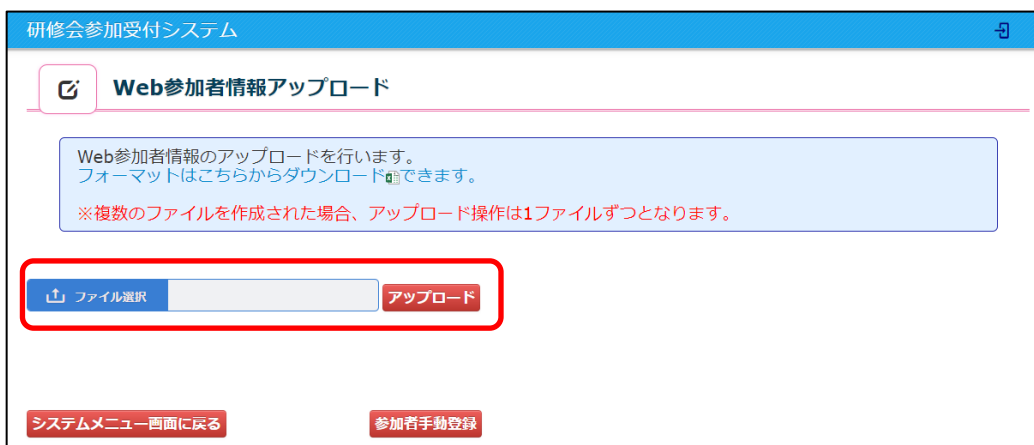 研修会参加受付システム
Web参加者情報アップロード
Web参加者情報のアップロードを行います。
フォーマットはこちらからダウンロードできます。
※複数のファイルを作成された場合、アップロード操作は1ファイルずつとなります。
ファイル選択 アップロード
システムメニュー画面に戻る 参加者手動登録